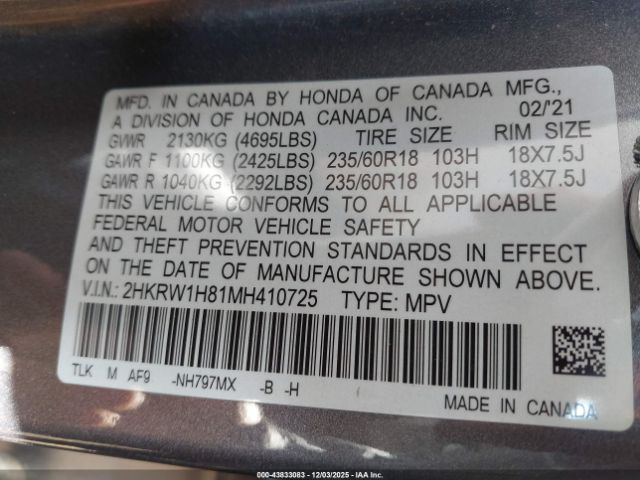 MFD. IN CANADA BY HONDA OF CANADA MFG.,
A DIVISION OF HONDA CANADA INC. 02/'21
GVWR 2130KG (4695LBS) TIRE SIZE RIM SIZE
GAWR F 1100KG (2425LBS) 235/60R18 103H 18X7.5J
GAWR R 1040KG (2292LBS) 235/60R18 103H 18X7.5J
THIS VEHICLE CONFORMS TO ALL APPLICABLE
FEDERAL MOTOR VEHICLE SAFETY
AND THEFT PREVENTION STANDARDS IN EFFECT
ON THE DATE OF MANUFACTURE SHOWN ABOVE.
V.I.N.: 2HKRW1H81MH410725 TYPE: MPV
TLK M AF9 -NH797MX -B -H
MADE IN CANADA
000-43833083 - 12/03/2025 - IAA Inc.